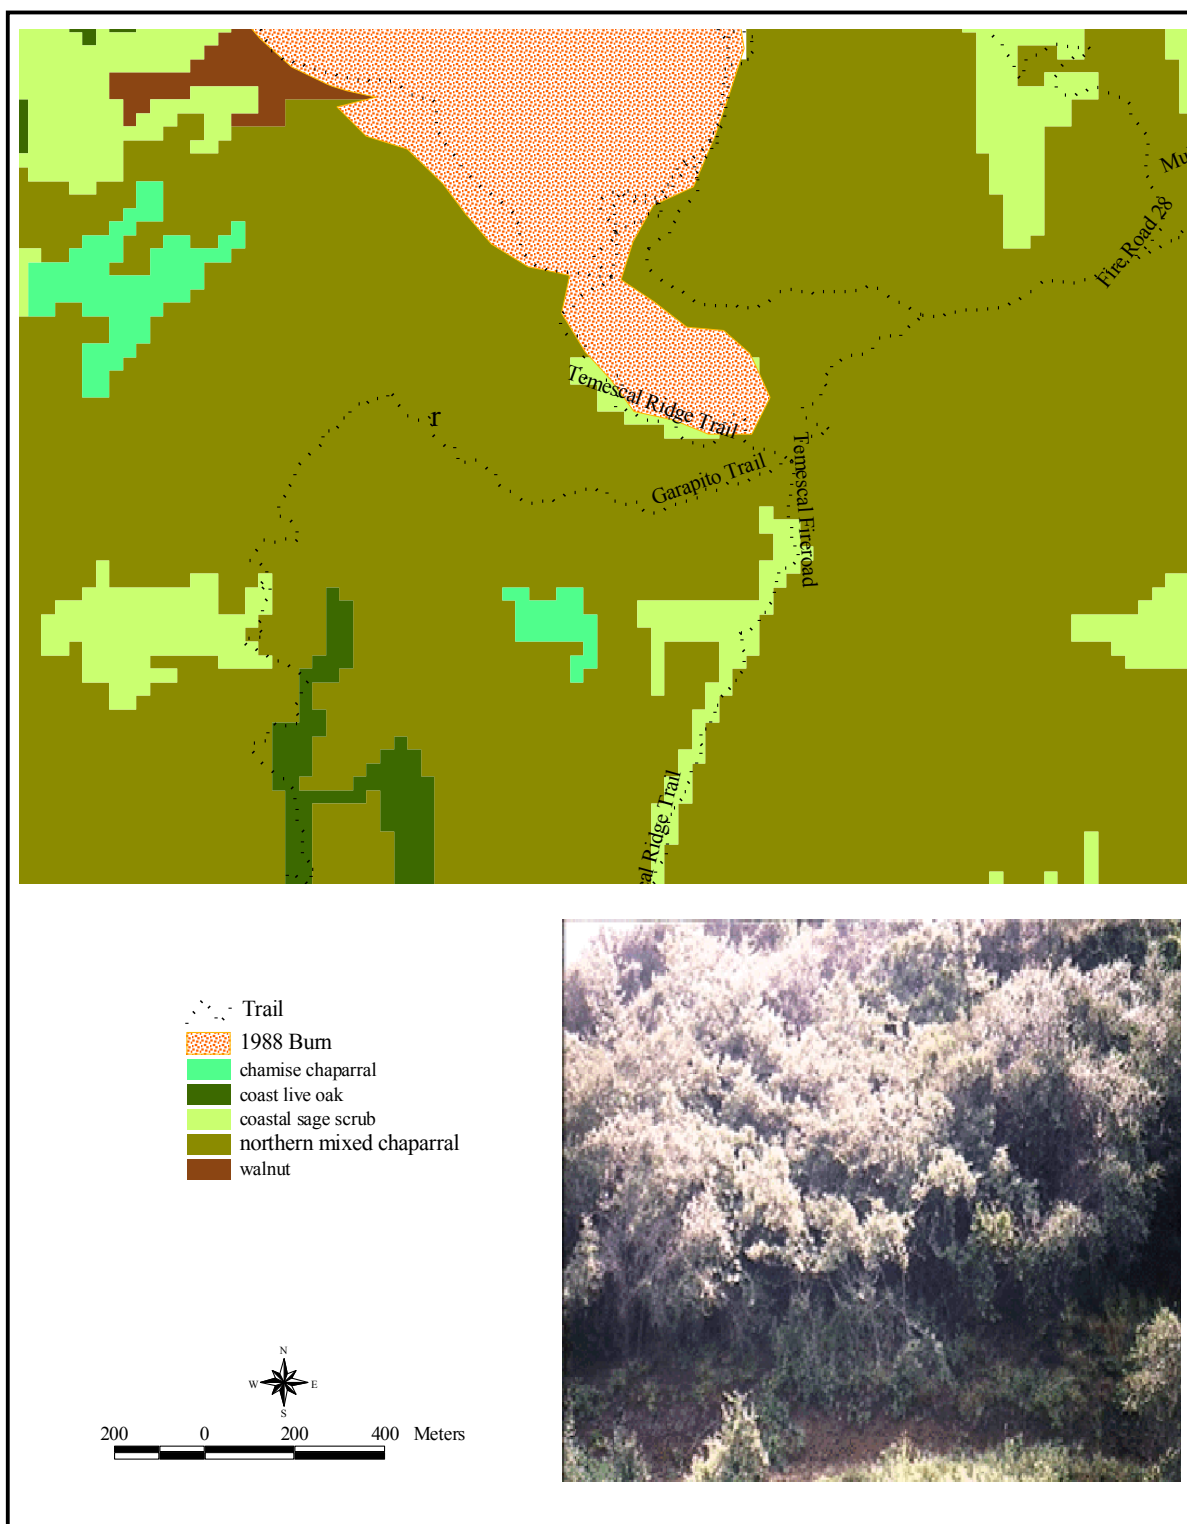 Mu
Fire Road 28
Temescal Ridge Trail
r
Garapito Trail
Temescal Fireroad
cal Ridge Trail
Trail
1988 Burn
chamise chaparral
coast live oak
coastal sage scrub
northern mixed chaparral
walnut
N
W E
S
200 0 200 400 Meters